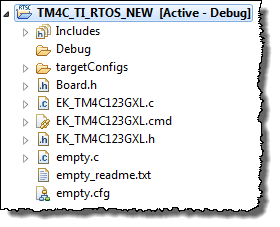 TM4C_TI_RTOS_NEW [Active - Debug]
Includes
Debug
targetConfigs
Board.h
EK_TM4C123GXL.c
EK_TM4C123GXL.cmd
EK_TM4C123GXL.h
empty.c
empty_readme.txt
empty.cfg